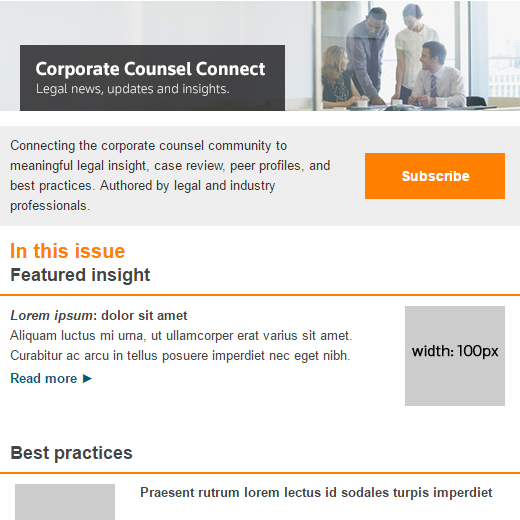 Corporate Counsel Connect
Legal news, updates and insights.
Connecting the corporate counsel community to
meaningful legal insight, case review, peer profiles, and
best practices. Authored by legal and industry
professionals.
Subscribe
In this issue
Featured insight
Lorem ipsum: dolor sit amet
Aliquam luctus mi urna, ut ullamcorper erat varius sit amet.
Curabitur ac arcu in tellus posuere imperdiet nec eget nibh.
Read more ►
width: 100px
Best practices
Praesent rutrum lorem lectus id sodales turpis imperdiet